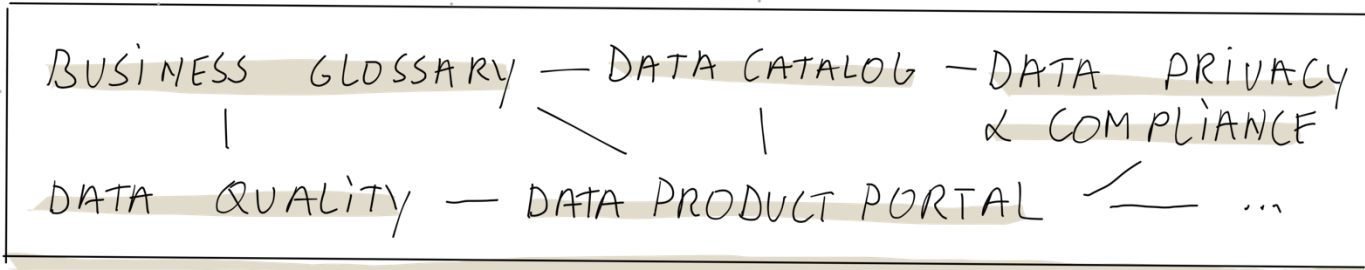 BUSINESS GLOSSARY — DATA CATALOG — DATA PRIVACY
& COMPLIANCE
DATA QUALITY — DATA PRODUCT PORTAL — ...